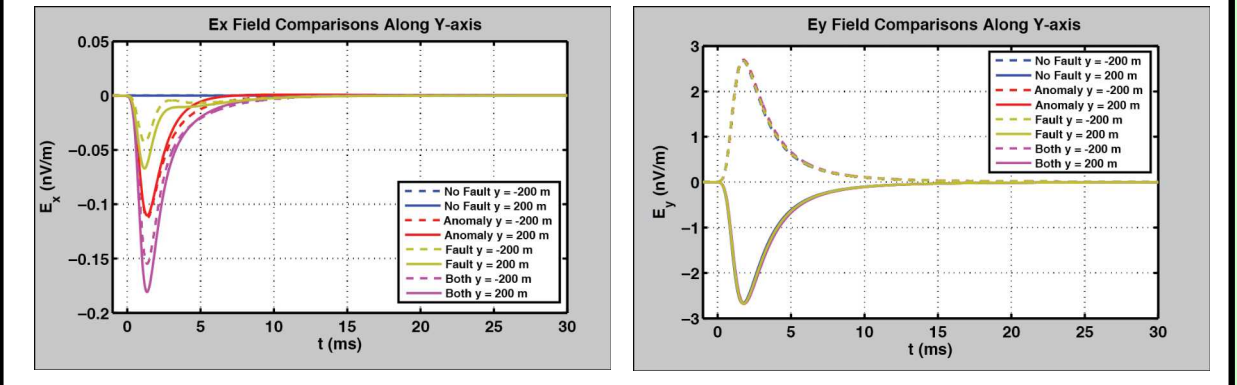 Ex Field Comparisons Along Y-axis
0.05
0
−0.05
−0.1
−0.15
−0.2
E_x (nV/m)
No Fault y = -200 m
No Fault y = 200 m
Anomaly y = -200 m
Anomaly y = 200 m
Fault y = -200 m
Fault y = 200 m
Both y = -200 m
Both y = 200 m
0 5 10 15 20 25 30
t (ms)
Ey Field Comparisons Along Y-axis
3
2
1
0
−1
−2
−3
E_y (nV/m)
No Fault y = -200 m
No Fault y = 200 m
Anomaly y = -200 m
Anomaly y = 200 m
Fault y = -200 m
Fault y = 200 m
Both y = -200 m
Both y = 200 m
0 5 10 15 20 25 30
t (ms)